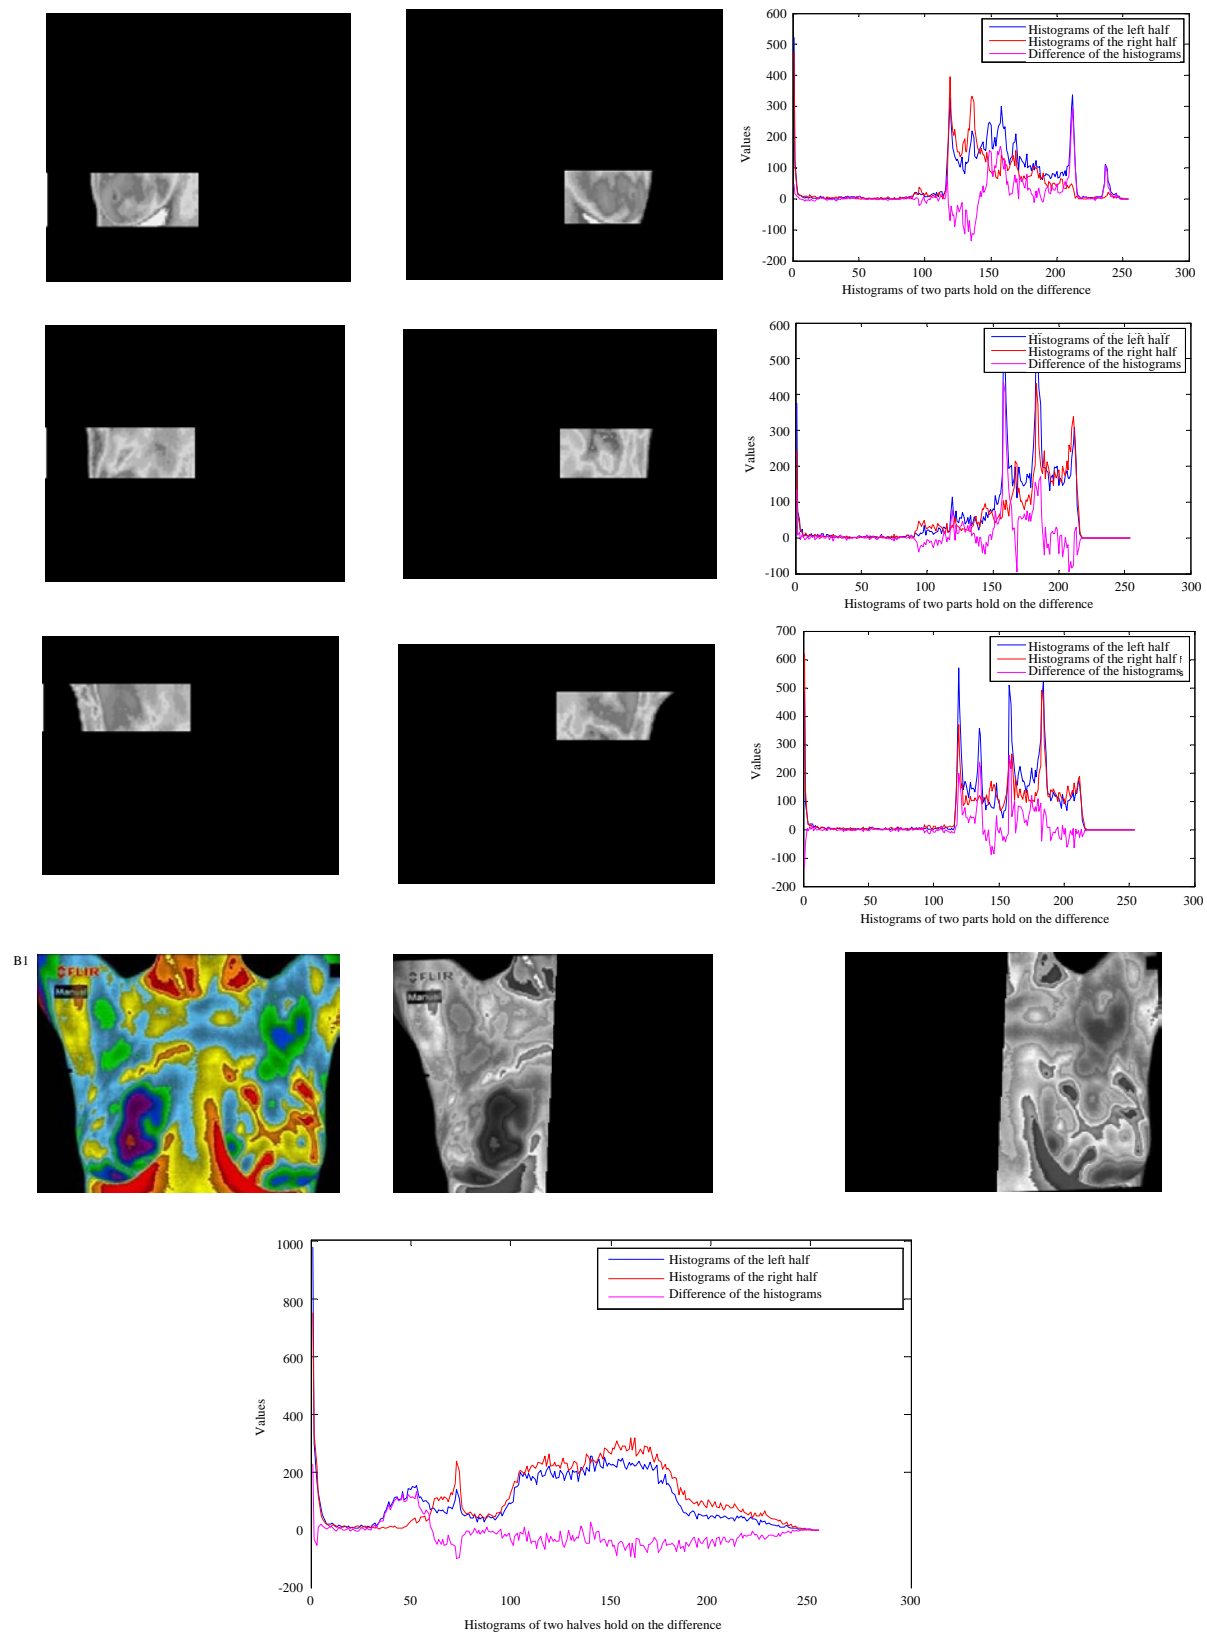 600
500
400
300
200
100
0
-100
-200
Values
Histograms of the left half
Histograms of the right half
Difference of the histograms
0 50 100 150 200 250 300
Histograms of two parts hold on the difference
600
500
400
300
200
100
0
-100
Values
Histograms of the left half
Histograms of the right half
Difference of the histograms
0 50 100 150 200 250 300
Histograms of two parts hold on the difference
700
600
500
400
300
200
100
0
-100
-200
Values
Histograms of the left half
Histograms of the right half
Difference of the histograms
0 50 100 150 200 250 300
Histograms of two parts hold on the difference
B1
FLIR
Manual
FLIR
Manual
1000
800
600
400
200
0
-200
Values
Histograms of the left half
Histograms of the right half
Difference of the histograms
0 50 100 150 200 250 300
Histograms of two halves hold on the difference